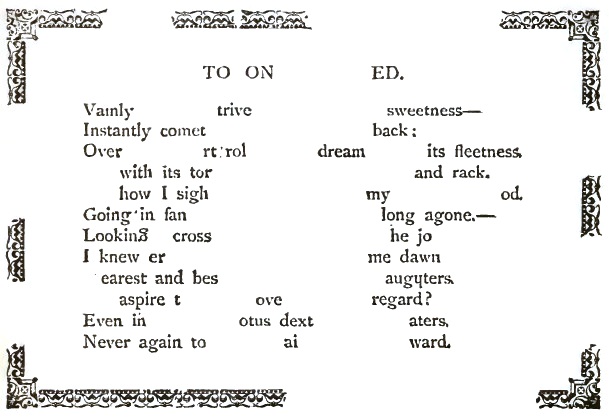 TO ON ED.
Vainly trive sweetness—
Instantly comet back:
Over rt rol dream its fleetness,
with its tor and rack.
how I sigh my od.
Going in fan long agone,—
Looking cross he jo
I knew er me dawn
earest and bes augqters.
aspire t ove regard?
Even in otus dext aters,
Never again to ai ward.